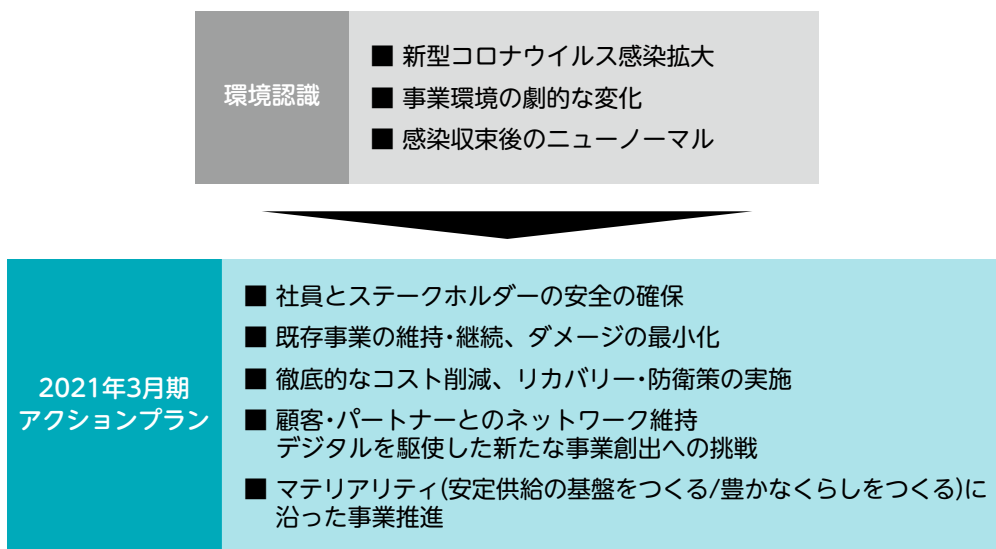 環境認識
■ 新型コロナウイルス感染拡大
■ 事業環境の劇的な変化
■ 感染収束後のニューノーマル
2021年3月期
アクションプラン
■ 社員とステークホルダーの安全の確保
■ 既存事業の維持・継続、ダメージの最小化
■ 徹底的なコスト削減、リカバリー・防衛策の実施
■ 顧客・パートナーとのネットワーク維持
デジタルを駆使した新たな事業創出への挑戦
■ マテリアリティ(安定供給の基盤をつくる/豊かなくらしをつくる)に
沿った事業推進